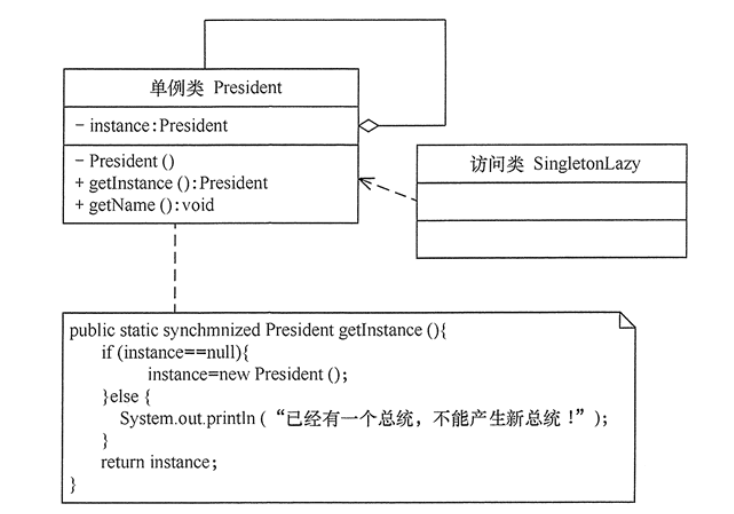 单例类 President
- instance:President
- President ()
+ getInstance ():President
+ getName ():void
访问类 SingletonLazy
public static synchmnized President getInstance (){
if (instance==null){
instance=new President ();
}else {
System.out.println (“已经有一个总统，不能产生新总统！”);
}
return instance;
}